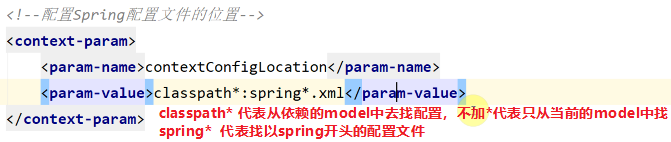 <!--配置Spring配置文件的位置-->
<context-param>
<param-name>contextConfigLocation</param-name>
<param-value>classpath*:spring*.xml</param-value>
</context-param>
classpath* 代表从依赖的model中去找配置，不加*代表只从当前的model中找
spring* 代表找以spring开头的配置文件